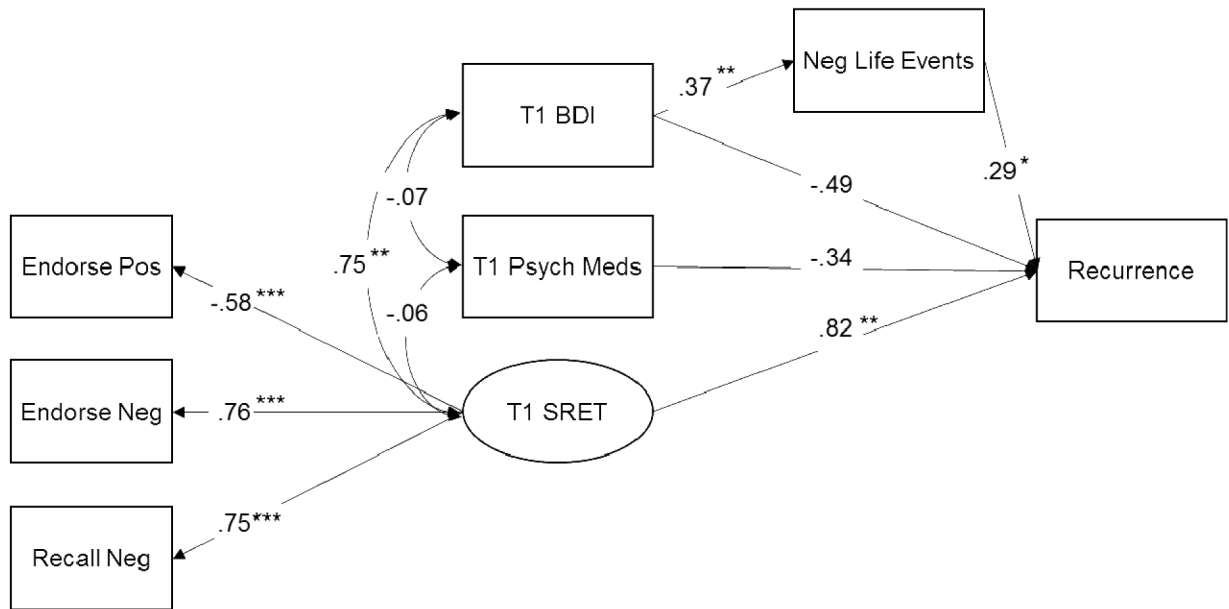 Neg Life Events
.37 **
T1 BDI
.29 *
-.49
-.07
Endorse Pos
.75 **
T1 Psych Meds
-.34
Recurrence
-.58 ***
-.06
.82 **
Endorse Neg
.76 ***
T1 SRET
.75***
Recall Neg